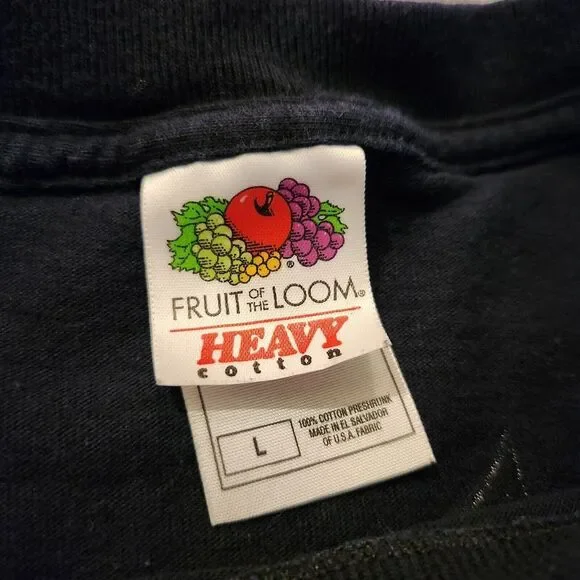 FRUIT OF THE LOOM®
HEAVY
cotton
L
100% COTTON PRESHRUNK
MADE IN EL SALVADOR
OF U.S.A. FABRIC